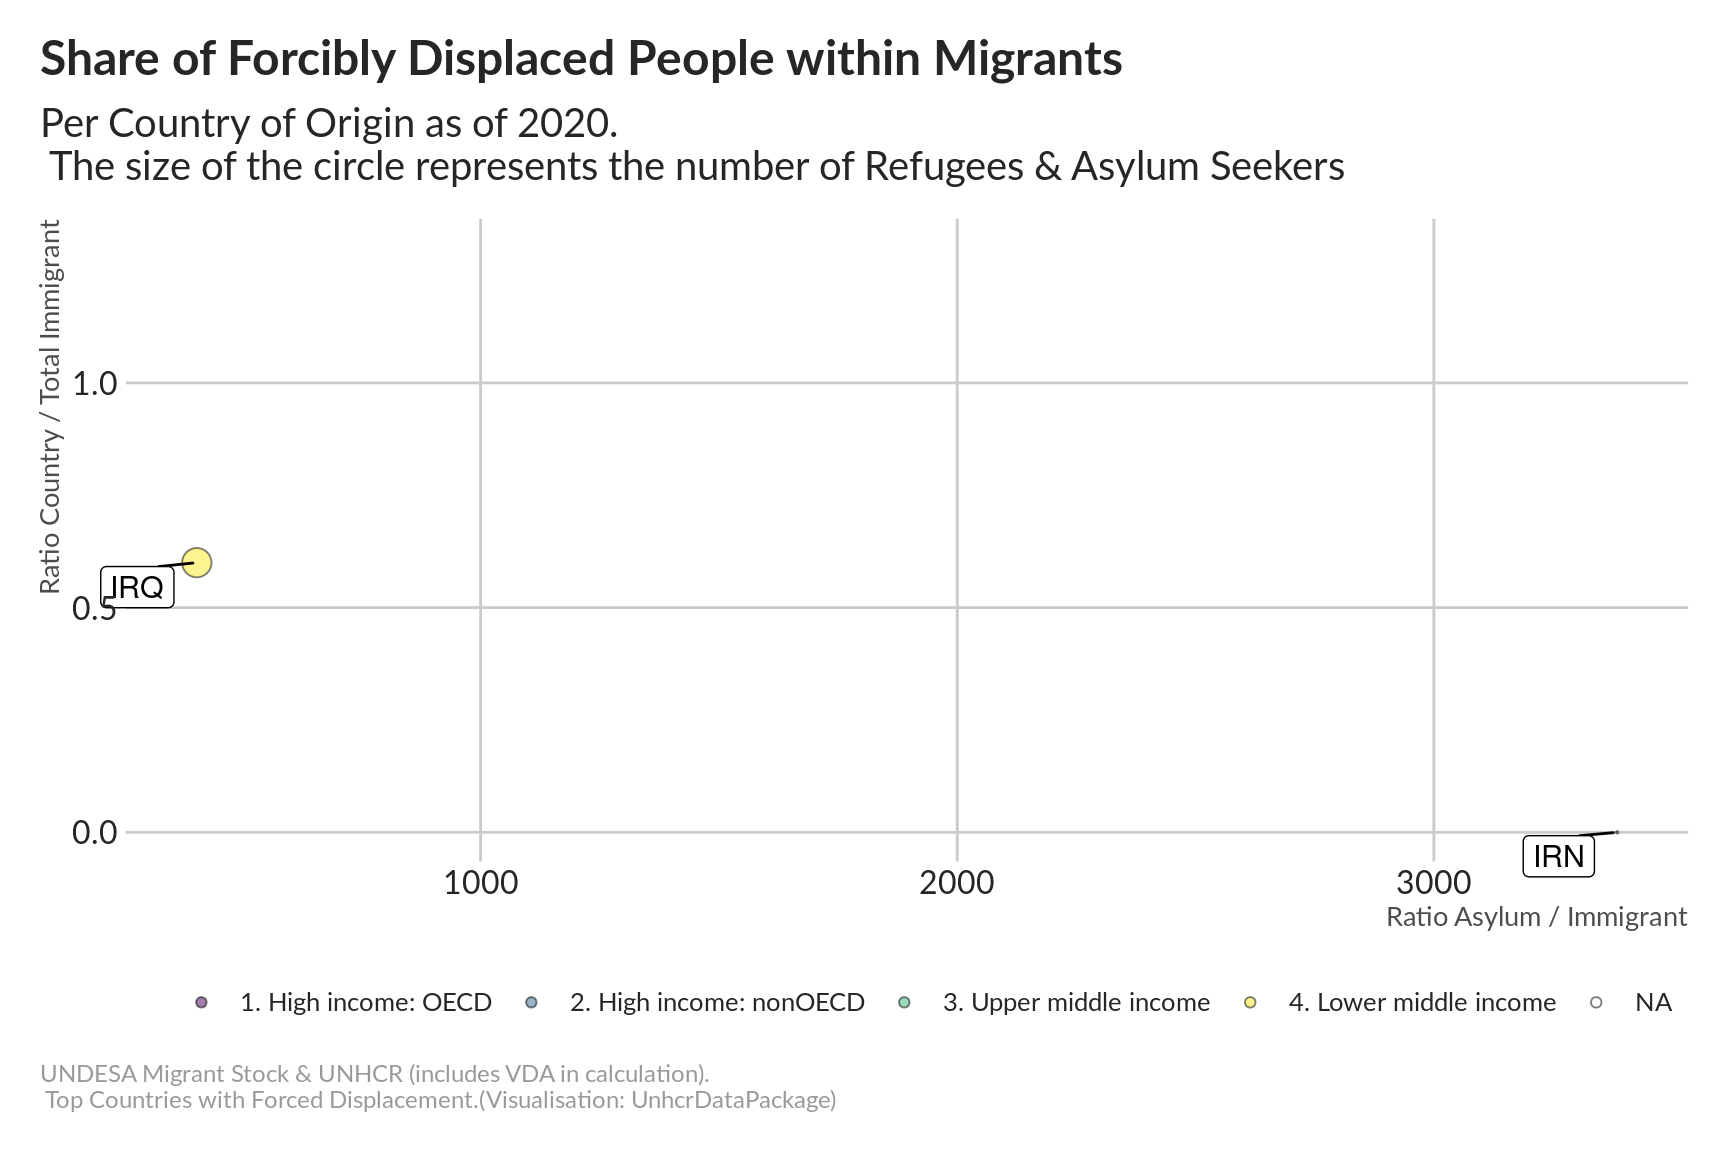 Share of Forcibly Displaced People within Migrants
Per Country of Origin as of 2020.
The size of the circle represents the number of Refugees & Asylum Seekers
Ratio Country / Total Immigrant
1.0
IRQ
0.5
0.0
IRN
1000 2000 3000
Ratio Asylum / Immigrant
1. High income: OECD 2. High income: nonOECD 3. Upper middle income 4. Lower middle income NA
UNDESA Migrant Stock & UNHCR (includes VDA in calculation).
Top Countries with Forced Displacement.(Visualisation: UnhcrDataPackage)